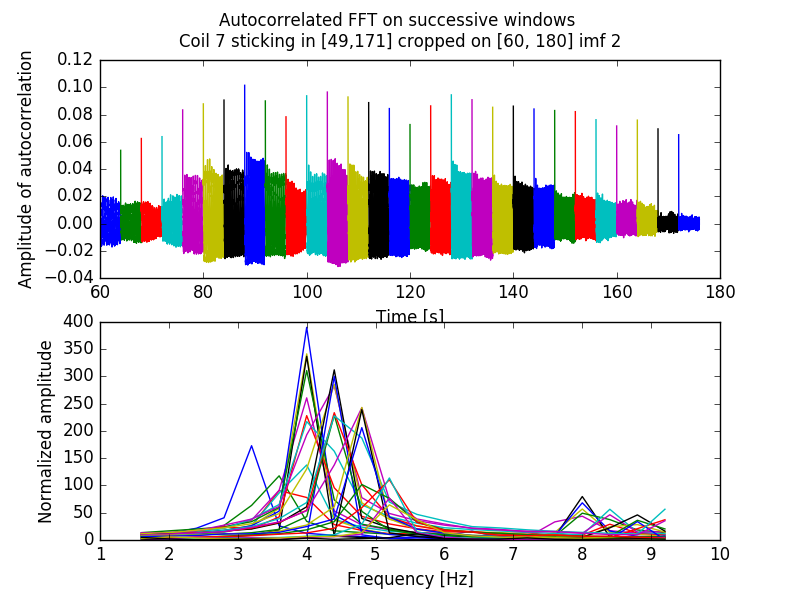 Autocorrelated FFT on successive windows
Coil 7 sticking in [49,171] cropped on [60, 180] imf 2
Amplitude of autocorrelation
0.12
0.10
0.08
0.06
0.04
0.02
0.00
−0.02
−0.04
60 80 100 120 140 160 180
Time [s]
Normalized amplitude
400
350
300
250
200
150
100
50
0
1 2 3 4 5 6 7 8 9 10
Frequency [Hz]